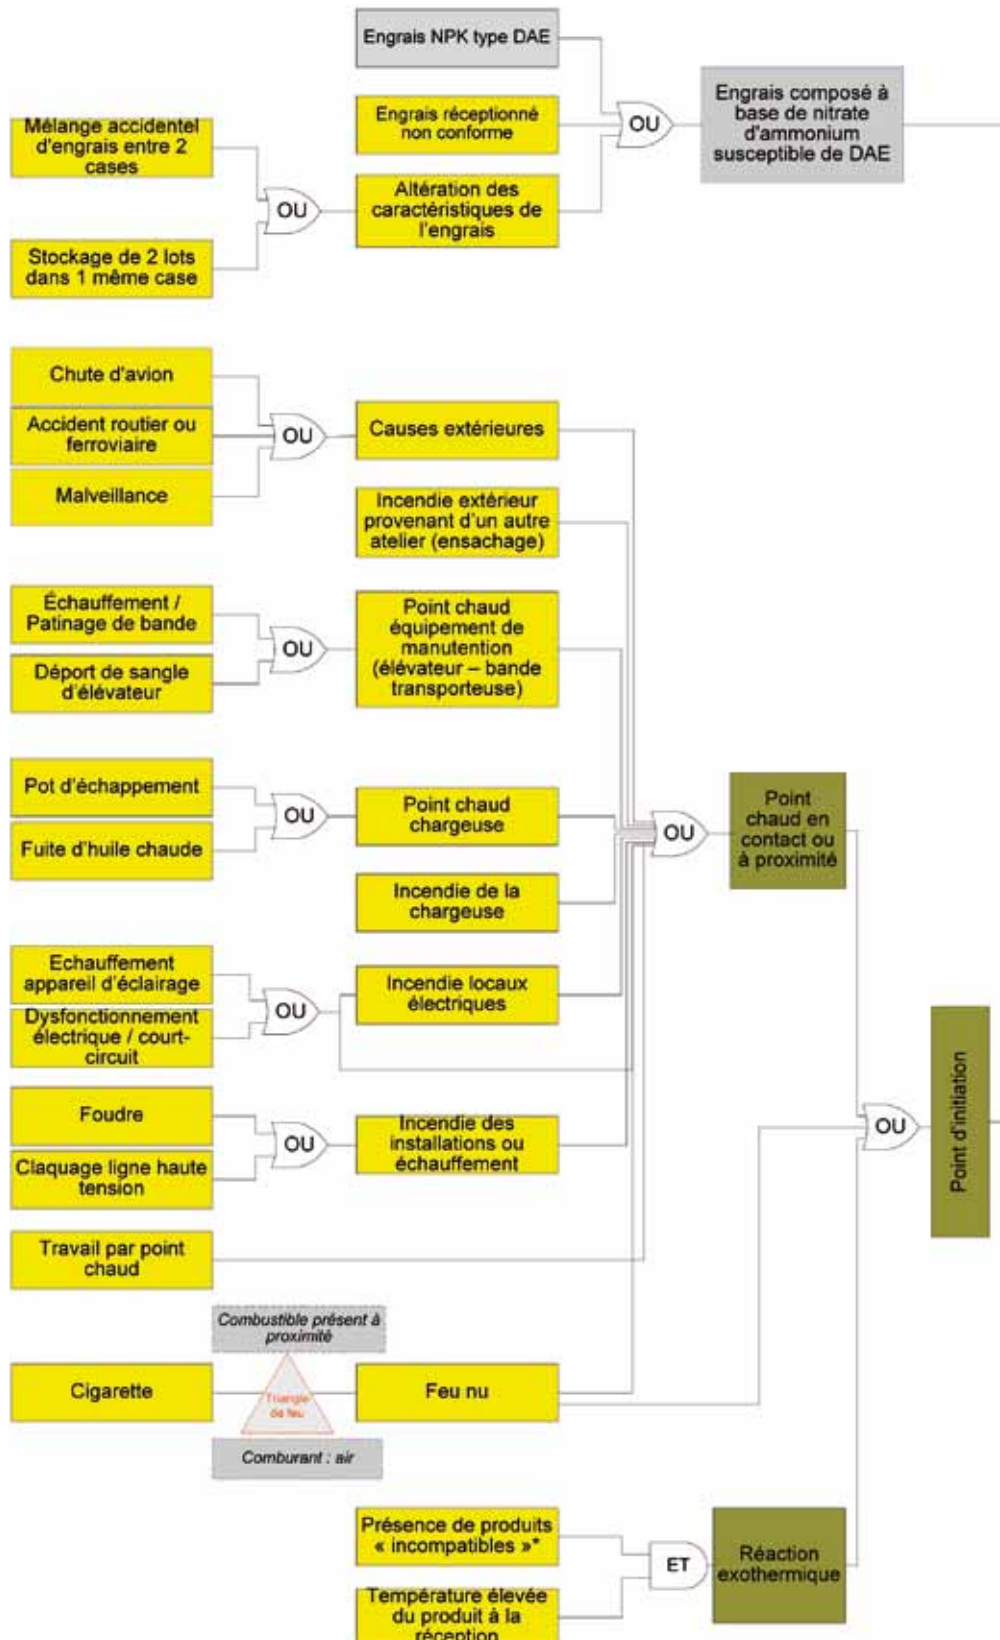 Engrais NPK type DAE
Engrais réceptionné
non conforme
OU
Engrais composé à
base de nitrate
d'ammonium
susceptible de DAE
Mélange accidentel
d'engrais entre 2
cases
OU
Altération des
caractéristiques de
l'engrais
Stockage de 2 lots
dans 1 même case
Chute d'avion
Accident routier ou
ferroviaire
Malveillance
OU
Causes extérieures
Incendie extérieur
provenant d'un autre
atelier (ensachage)
Échauffement /
Patinage de bande
Déport de sangle
d'élévateur
OU
Point chaud
équipement de
manutention
(élévateur – bande
transporteuse)
Pot d'échappement
Fuite d'huile chaude
OU
Point chaud
chargeuse
OU
Point
chaud en
contact ou
à proximité
Incendie de la
chargeuse
Echauffement
appareil d'éclairage
Dysfonctionnement
électrique / court-
circuit
OU
Incendie locaux
électriques
Foudre
Claquage ligne haute
tension
OU
Incendie des
installations ou
échauffement
OU
Point d'initiation
Travail par point
chaud
Combustible présent à
proximité
Cigarette
Triangle
de feu
Feu nu
Comburant : air
Présence de produits
« incompatibles »*
ET
Réaction
exothermique
Température élevée
du produit à la
réception